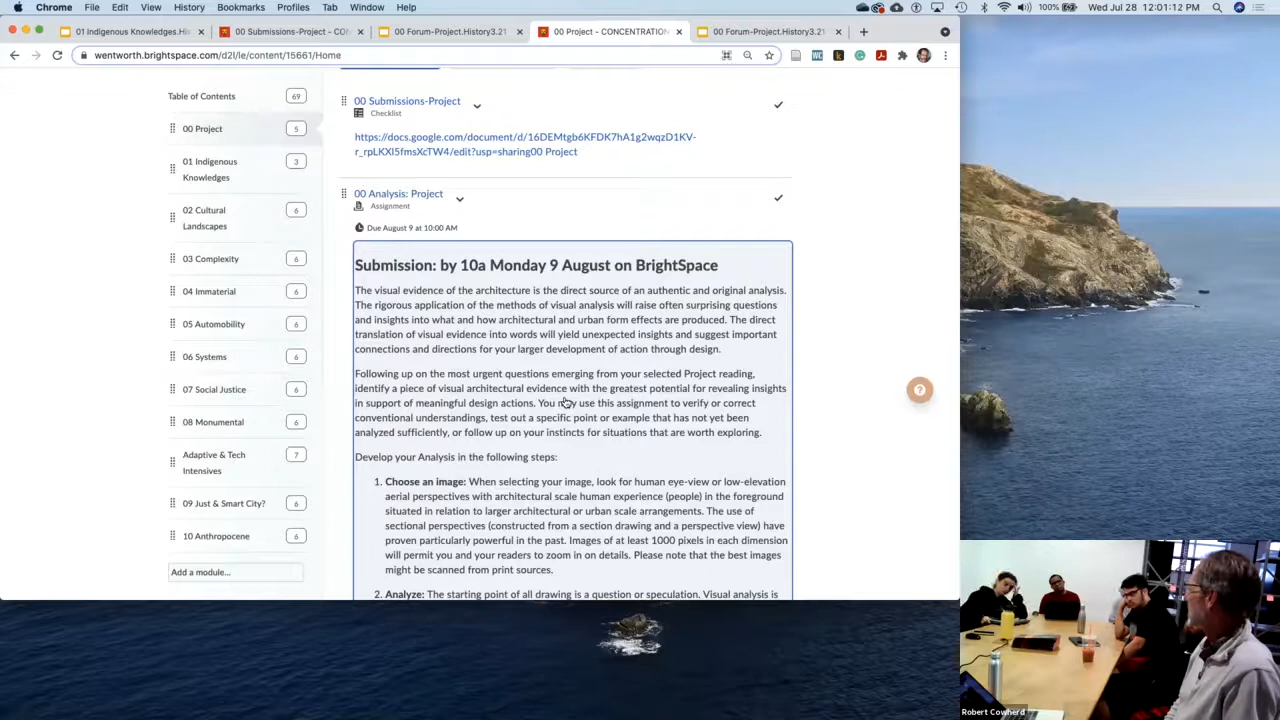 Chrome File Edit View History Bookmarks Profiles Tab Window Help 100% Wed Jul 28 12:01:12 PM
01 Indigenous Knowledges.His 00 Submissions-Project - CON 00 Forum-Project.History3.21 00 Project - CONCENTRATION 00 Forum-Project.History3.21
wentworth.brightspace.com/d2l/le/content/15661/Home
Table of Contents 69
00 Project 5
01 Indigenous
Knowledges 3
02 Cultural
Landscapes 6
03 Complexity 6
04 Immaterial 6
05 Automobility 6
06 Systems 6
07 Social Justice 6
08 Monumental 6
Adaptive & Tech
Intensives 7
09 Just & Smart City? 6
10 Anthropocene 6
Add a module...
00 Submissions-Project
Checklist
https://docs.google.com/document/d/16DEMtgb6KFDK7hA1g2wqzD1KV-
r_rpLKXI5fmsXcTW4/edit?usp=sharing00 Project
00 Analysis: Project
Assignment
Due August 9 at 10:00 AM
Submission: by 10a Monday 9 August on BrightSpace
The visual evidence of the architecture is the direct source of an authentic and original analysis.
The rigorous application of the methods of visual analysis will raise often surprising questions
and insights into what and how architectural and urban form effects are produced. The direct
translation of visual evidence into words will yield unexpected insights and suggest important
connections and directions for your larger development of action through design.
Following up on the most urgent questions emerging from your selected Project reading,
identify a piece of visual architectural evidence with the greatest potential for revealing insights
in support of meaningful design actions. You may use this assignment to verify or correct
conventional understandings, test out a specific point or example that has not yet been
analyzed sufficiently, or follow up on your instincts for situations that are worth exploring.
Develop your Analysis in the following steps:
1. Choose an image: When selecting your image, look for human eye-view or low-elevation
aerial perspectives with architectural scale human experience (people) in the foreground
situated in relation to larger architectural or urban scale arrangements. The use of
sectional perspectives (constructed from a section drawing and a perspective view) have
proven particularly powerful in the past. Images of at least 1000 pixels in each dimension
will permit you and your readers to zoom in on details. Please note that the best images
might be scanned from print sources.
2. Analyze: The starting point of all drawing is a question or speculation. Visual analysis is
Robert Cowherd